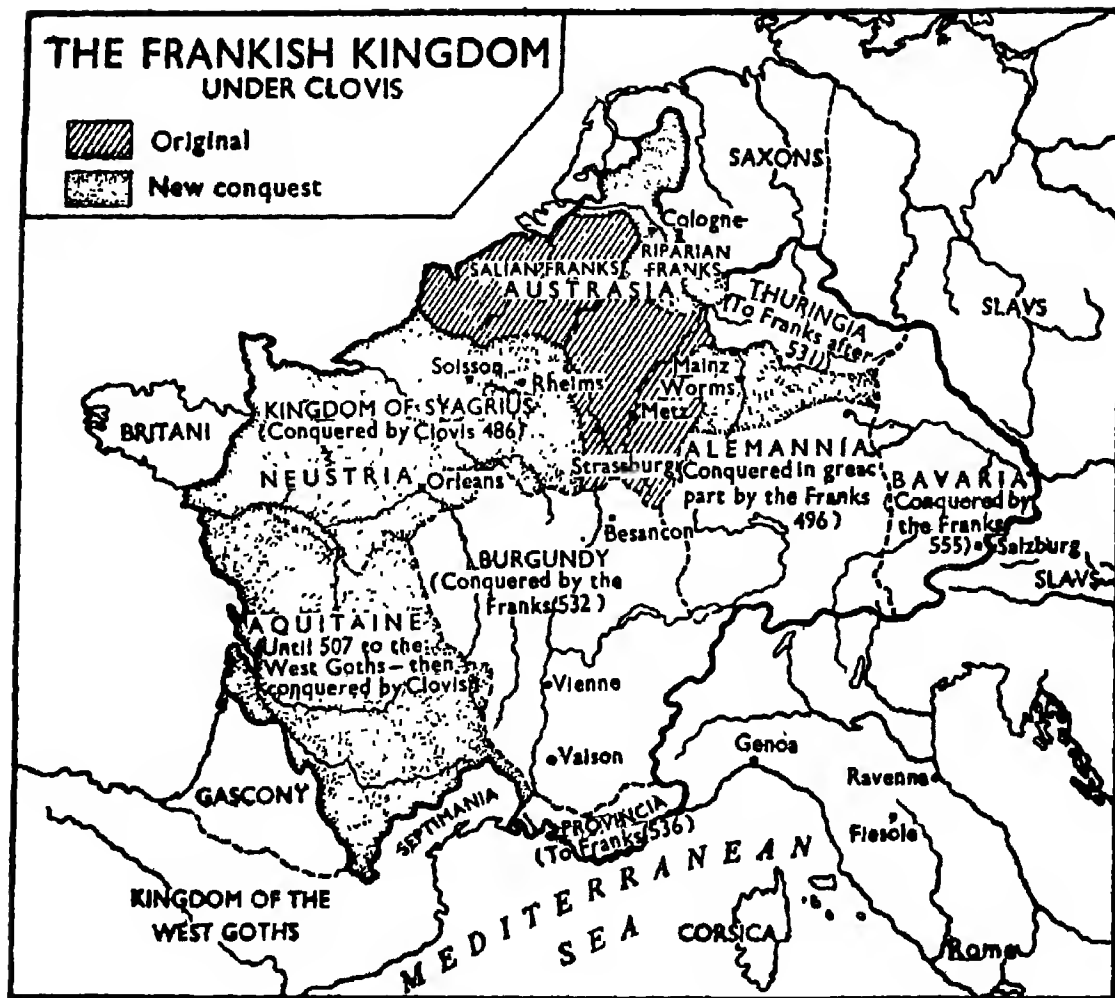 THE FRANKISH KINGDOM
UNDER CLOVIS
Original
New conquest
SAXONS
Cologne
RIPARIAN
FRANKS
SALIAN FRANKS
AUSTRASIA
THURINGIA
(To Franks after
531)
SLAVS
Soisson
Rheims
Mainz
Worms
Metz
KINGDOM OF SYAGRIUS
(Conquered by Clovis 486)
BRITANI
NEUSTRIA
Orleans
Strassburg
ALEMANNIA
Conquered in great
part by the Franks
496)
BAVARIA
Conquered by
the Franks
555)
Salzburg
SLAVS
Besancon
BURGUNDY
(Conquered by the
Franks 532)
AQUITAINE
Until 507 to the
West Goths – then
conquered by Clovis
Vienne
Vaison
Genoa
Ravenne
Fiesole
GASCONY
SEPTIMANIA
PROVINCIA
(To Franks 536)
KINGDOM OF THE
WEST GOTHS
MEDITERRANEAN
SEA
CORSICA
Rome